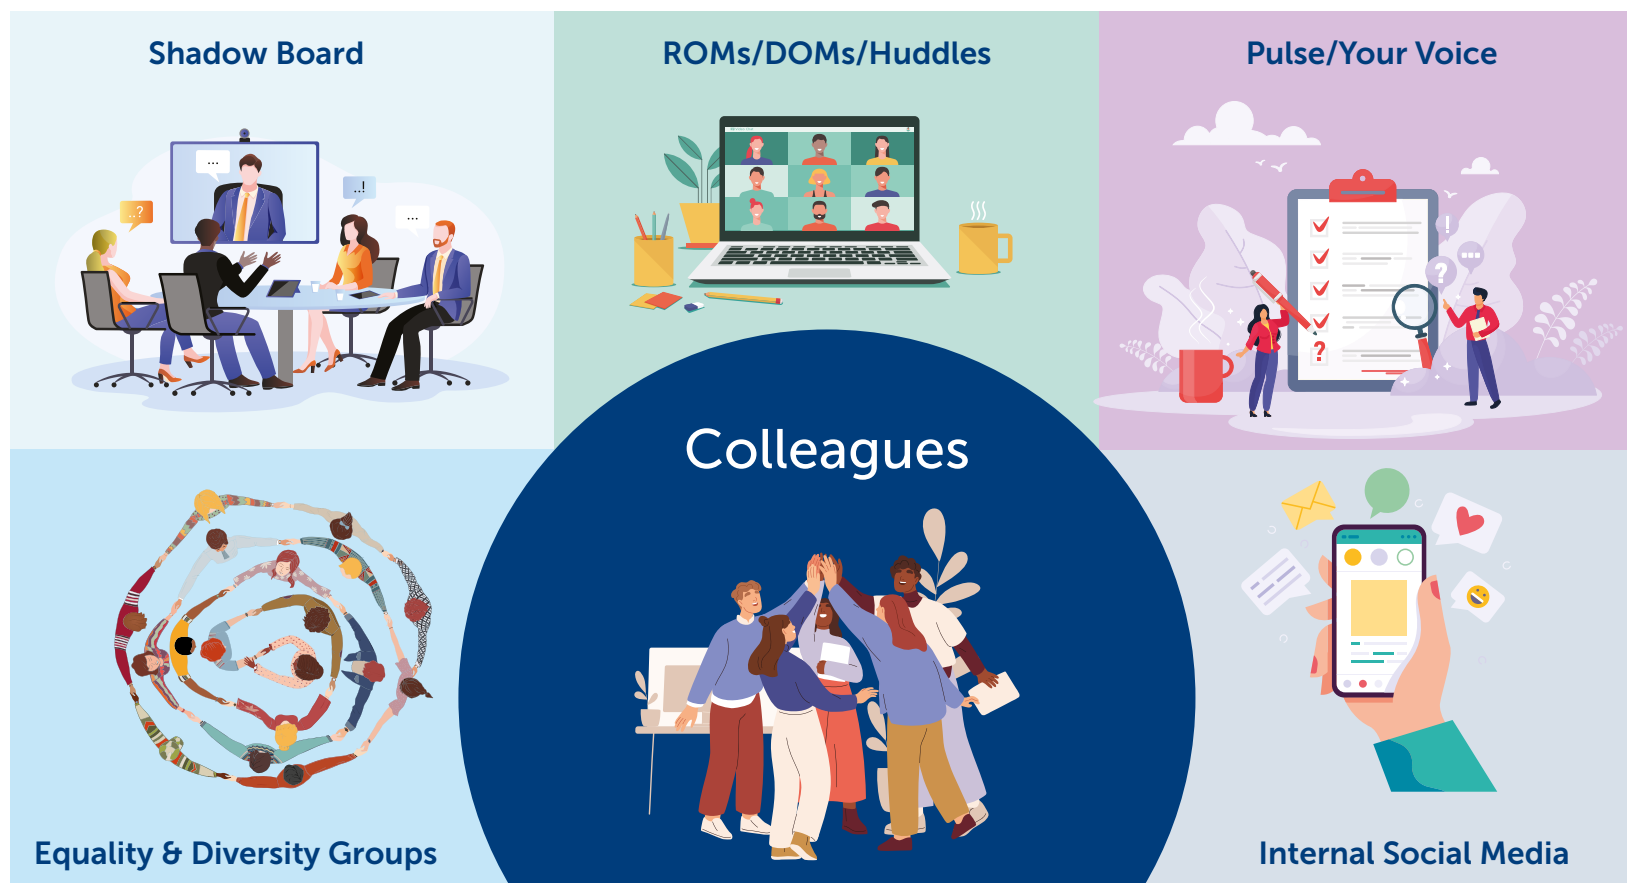 Shadow Board
ROMs/DOMs/Huddles
Pulse/Your Voice
...
..!
..?
...
!
...
?
?
Colleagues
Equality & Diversity Groups
Internal Social Media